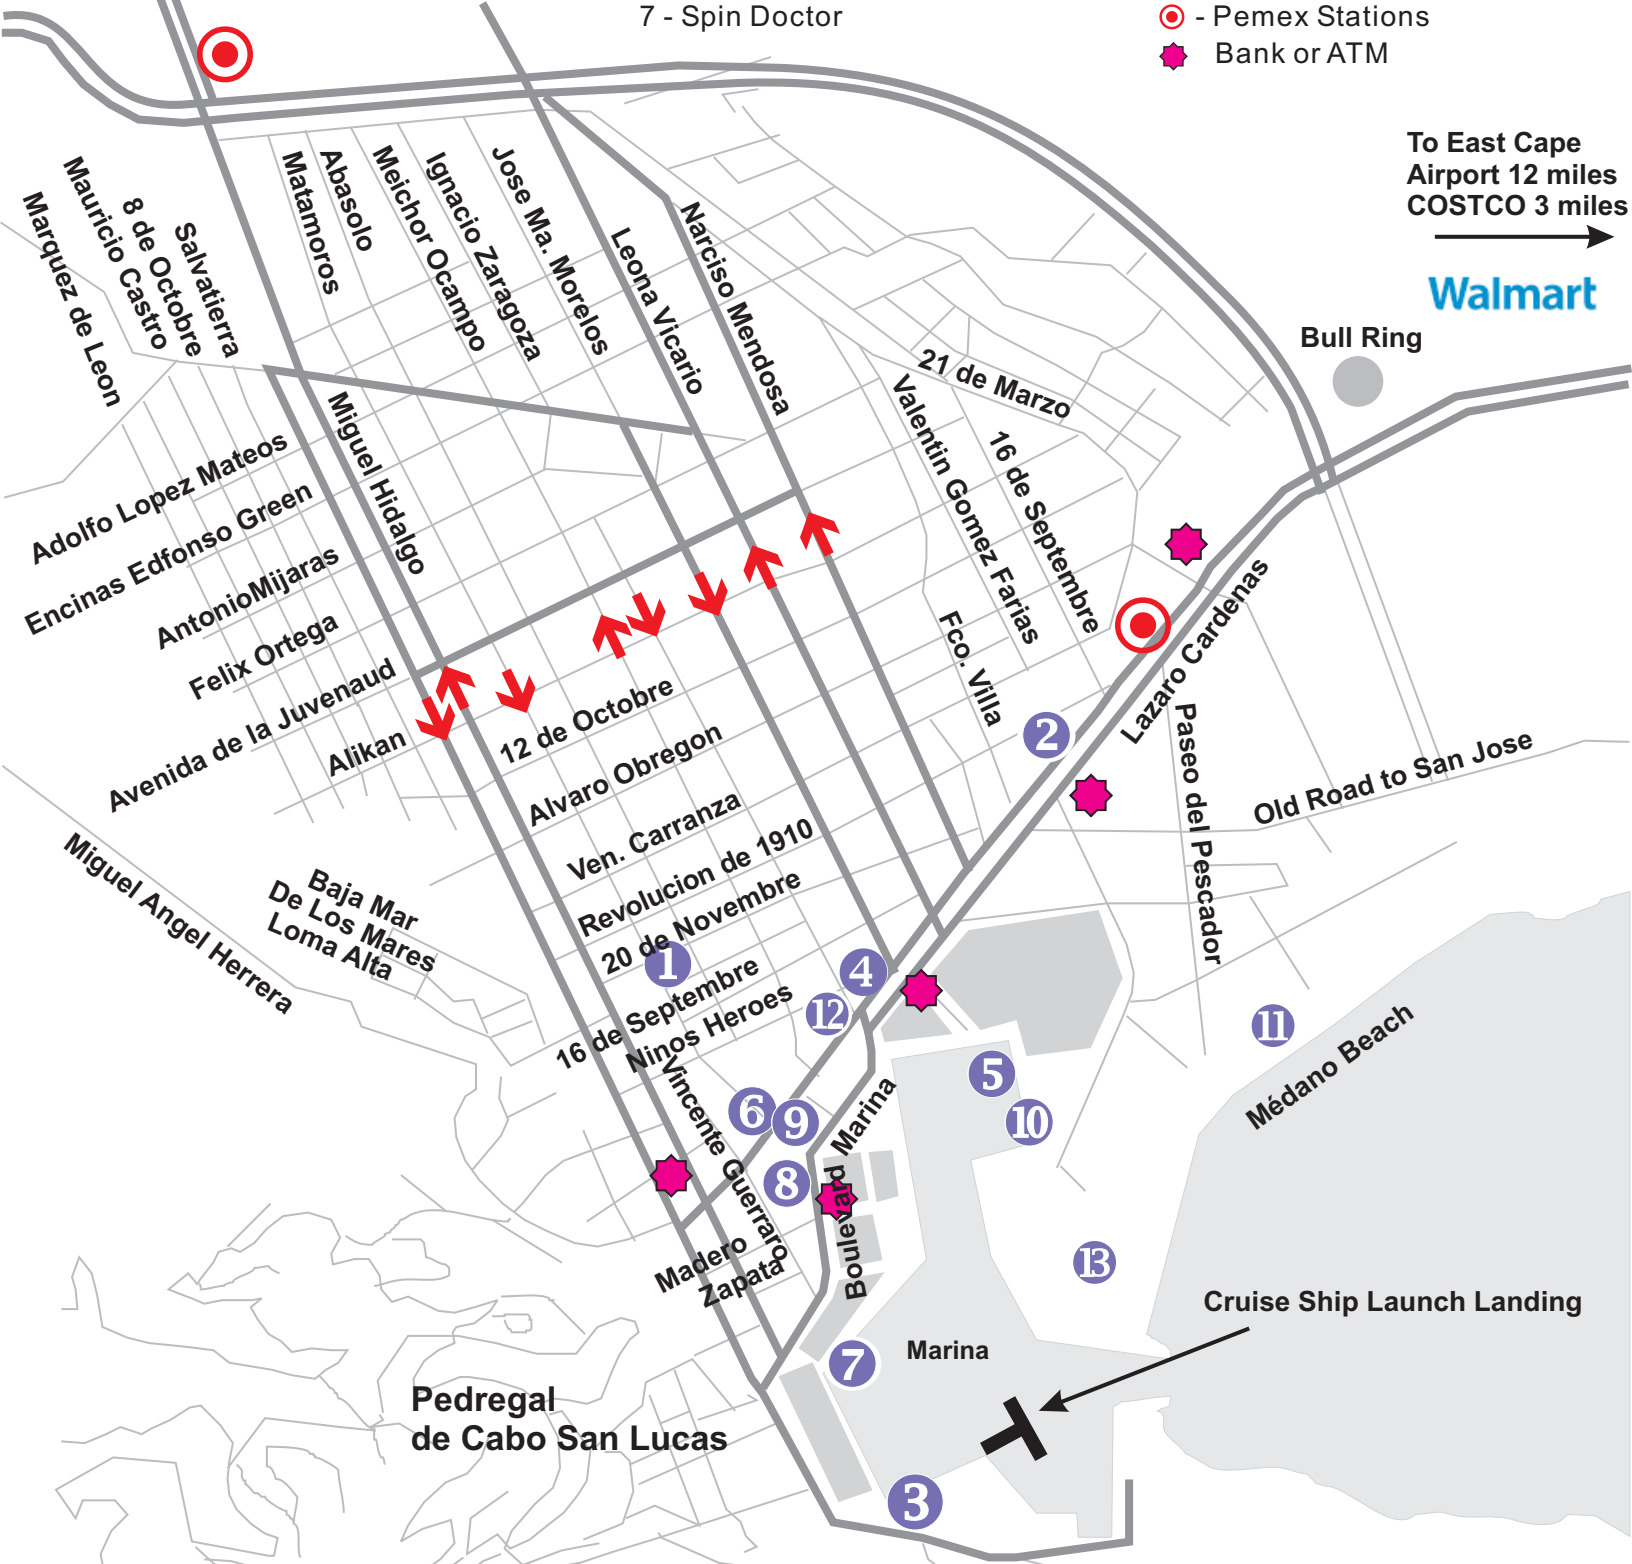 7 - Spin Doctor
- Pemex Stations
Bank or ATM
To East Cape
Airport 12 miles
COSTCO 3 miles
Walmart
Bull Ring
Marquez de Leon
Mauricio Castro
8 de Octobre
Salvatierra
Matamoros
Abasolo
Meichor Ocampo
Ignacio Zaragoza
Jose Ma. Morelos
Leona Vicario
Narciso Mendosa
21 de Marzo
Valentin Gomez Farias
16 de Septembre
Miguel Hidalgo
Adolfo Lopez Mateos
Encinas Edfonso Green
AntonioMijaras
Felix Ortega
Avenida de la Juvenaud
Alikan
12 de Octobre
Alvaro Obregon
Ven. Carranza
Revolucion de 1910
20 de Novembre
16 de Septembre
Ninos Heroes
Fco. Villa
Lazaro Cardenas
Paseo del Pescador
Old Road to San Jose
Miguel Angel Herrera
Baja Mar
De Los Mares
Loma Alta
2
1
4
12
5
11
10
6
9
8
13
7
3
Médano Beach
Vincente Guerraro
Boulevard Marina
Madero
Zapata
Cruise Ship Launch Landing
Marina
Pedregal
de Cabo San Lucas